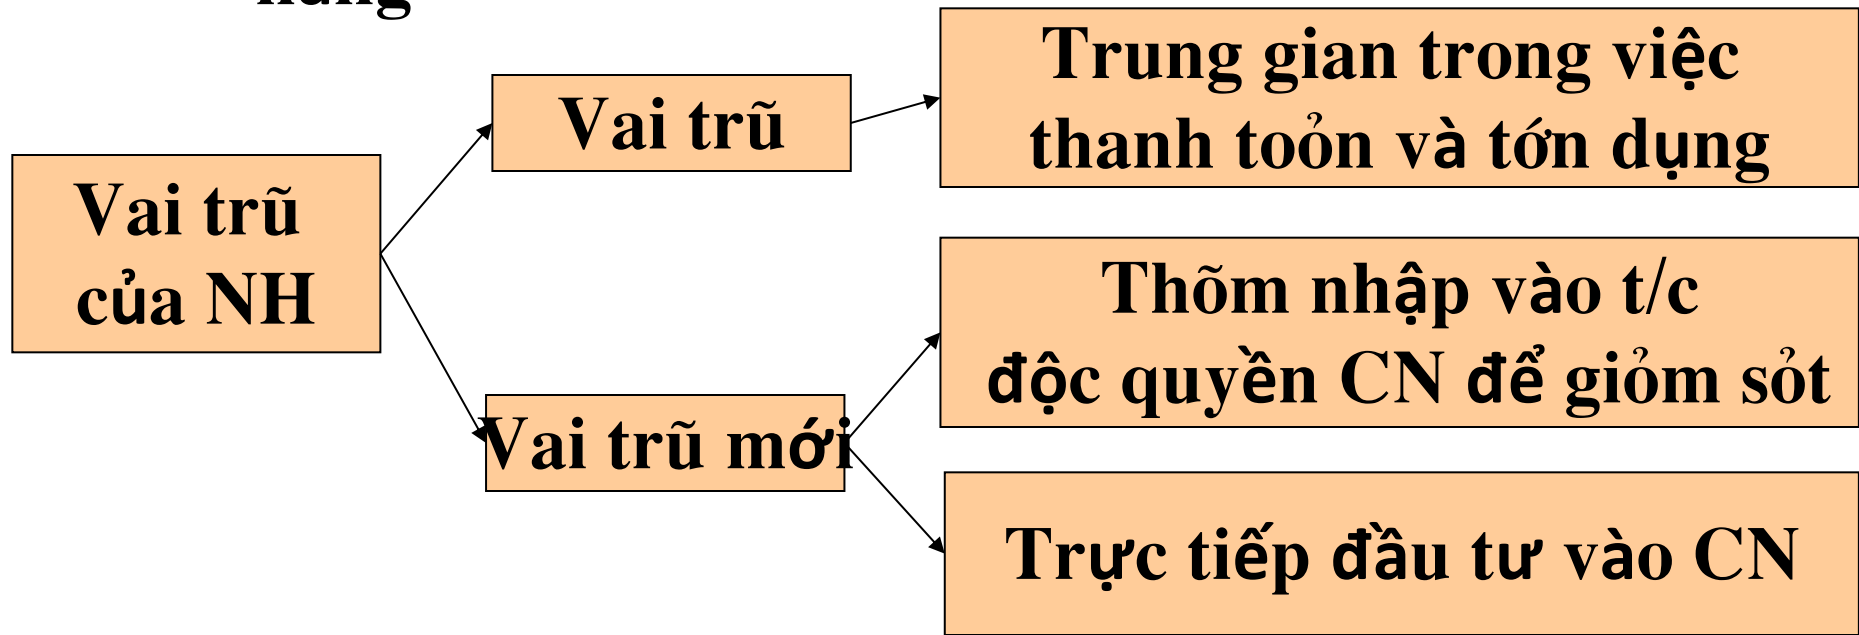 Vai trũ
của NH
Vai trũ
Trung gian trong việc
thanh toỏn và tớn dụng
Vai trũ mới
Thõm nhập vào t/c
độc quyền CN để giỏm sỏt
Trực tiếp đầu tư vào CN